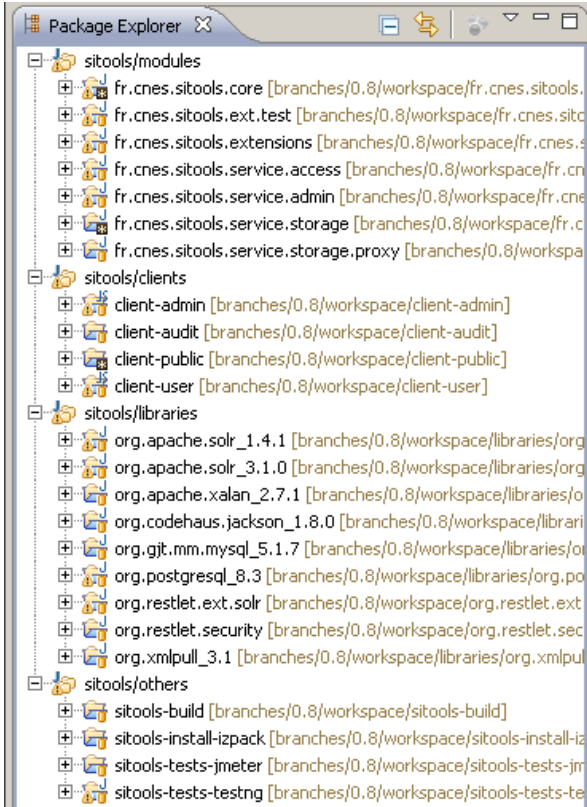 Package Explorer
sitools/modules
fr.cnes.sitools.core [branches/0.8/workspace/fr.cnes.sitools.
fr.cnes.sitools.ext.test [branches/0.8/workspace/fr.cnes.sitc
fr.cnes.sitools.extensions [branches/0.8/workspace/fr.cnes.s
fr.cnes.sitools.service.access [branches/0.8/workspace/fr.cn
fr.cnes.sitools.service.admin [branches/0.8/workspace/fr.cne
fr.cnes.sitools.service.storage [branches/0.8/workspace/fr.c
fr.cnes.sitools.service.storage.proxy [branches/0.8/workspa
sitools/clients
client-admin [branches/0.8/workspace/client-admin]
client-audit [branches/0.8/workspace/client-audit]
client-public [branches/0.8/workspace/client-public]
client-user [branches/0.8/workspace/client-user]
sitools/libraries
org.apache.solr_1.4.1 [branches/0.8/workspace/libraries/org
org.apache.solr_3.1.0 [branches/0.8/workspace/libraries/org
org.apache.xalan_2.7.1 [branches/0.8/workspace/libraries/o
org.codehaus.jackson_1.8.0 [branches/0.8/workspace/librari
org.gjt.mm.mysql_5.1.7 [branches/0.8/workspace/libraries/o
org.postgresql_8.3 [branches/0.8/workspace/libraries/org.po
org.restlet.ext.solr [branches/0.8/workspace/org.restlet.ext
org.restlet.security [branches/0.8/workspace/org.restlet.sec
org.xmlpull_3.1 [branches/0.8/workspace/libraries/org.xmlpul
sitools/others
sitools-build [branches/0.8/workspace/sitools-build]
sitools-install-izpack [branches/0.8/workspace/sitools-install-iz
sitools-tests-jmeter [branches/0.8/workspace/sitools-tests-jm
sitools-tests-testng [branches/0.8/workspace/sitools-tests-te